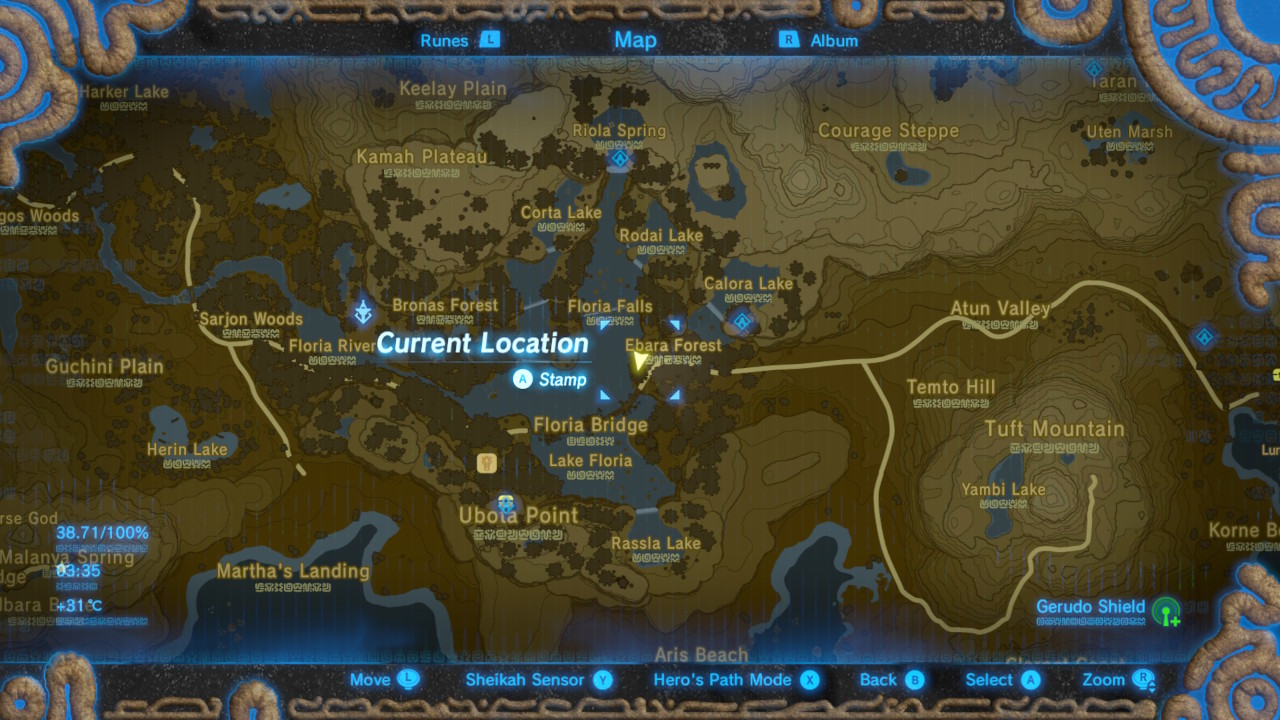 Runes L
Map
R Album
Harker Lake
Keelay Plain
Riola Spring
Courage Steppe
Taran
Uten Marsh
Kamah Plateau
gos Woods
Corta Lake
Rodai Lake
Calora Lake
Bronas Forest
Floria Falls
Atun Valley
Sarjon Woods
Floria River
Current Location
Ebara Forest
Guchini Plain
A Stamp
Temto Hill
Floria Bridge
Tuft Mountain
Herin Lake
Lake Floria
Yambi Lake
Ubota Point
rse God
38.71/100%
Korne B
Malanya Spring
Rassla Lake
dge
03:35
Martha's Landing
+31°C
Gerudo Shield
Aris Beach
Move L
Sheikah Sensor Y
Hero's Path Mode X
Back B
Select A
Zoom R